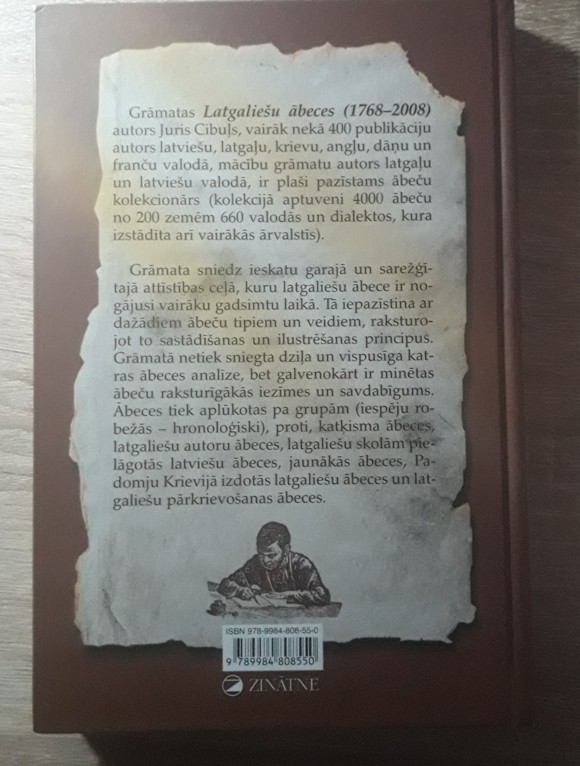 Grāmatas Latgaliešu ābeces (1768–2008)
autors Juris Cibuļs, vairāk nekā 400 publikāciju
autors latviešu, latgaļu, krievu, angļu, dāņu un
franču valodā, mācību grāmatu autors latgaļu
un latviešu valodā, ir plaši pazīstams ābeču
kolekcionārs (kolekcijā aptuveni 4000 ābeču
no 200 zemēm 660 valodās un dialektos, kura
izstādīta arī vairākās ārvalstīs).
Grāmata sniedz ieskatu garajā un sarežģī-
tajā attīstības ceļā, kuru latgaliešu ābece ir no-
gājusi vairāku gadsimtu laikā. Tā iepazīstina ar
dažādiem ābeču tipiem un veidiem, raksturo-
jot to sastādīšanas un ilustrēšanas principus.
Grāmatā netiek sniegta dziļa un vispusīga kat-
ras ābeces analīze, bet galvenokārt ir minētas
ābeču raksturīgākās iezīmes un savdabīgums.
Ābeces tiek aplūkotas pa grupām (iespēju ro-
bežās – hronoloģiski), proti, katķisma ābeces,
latgaliešu autoru ābeces, latgaliešu skolām pie-
lāgotās latviešu ābeces, jaunākās ābeces, Pa-
domju Krievijā izdotās latgaliešu ābeces un lat-
galiešu pārkrievošanas ābeces.
ISBN 978-9984-808-55-0
9 789984 808550
ZINĀTNE